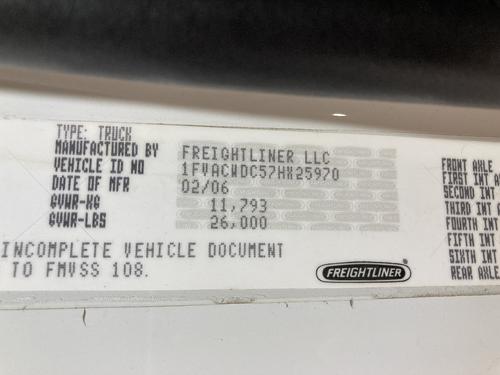 TYPE: TRUCK
MANUFACTURED BY FREIGHTLINER LLC
VEHICLE ID NO 1FVACWDC57HX25970
DATE OF MFR 02/06
GVWR-KG 11,793
GVWR-LBS 26,000
INCOMPLETE VEHICLE DOCUMENT
TO FMVSS 108.
FREIGHTLINER
FRONT AXLE
FIRST INT A
SECOND INT
THIRD INT A
FOURTH INT
FIFTH INT
SIXTH INT
REAR AXLE